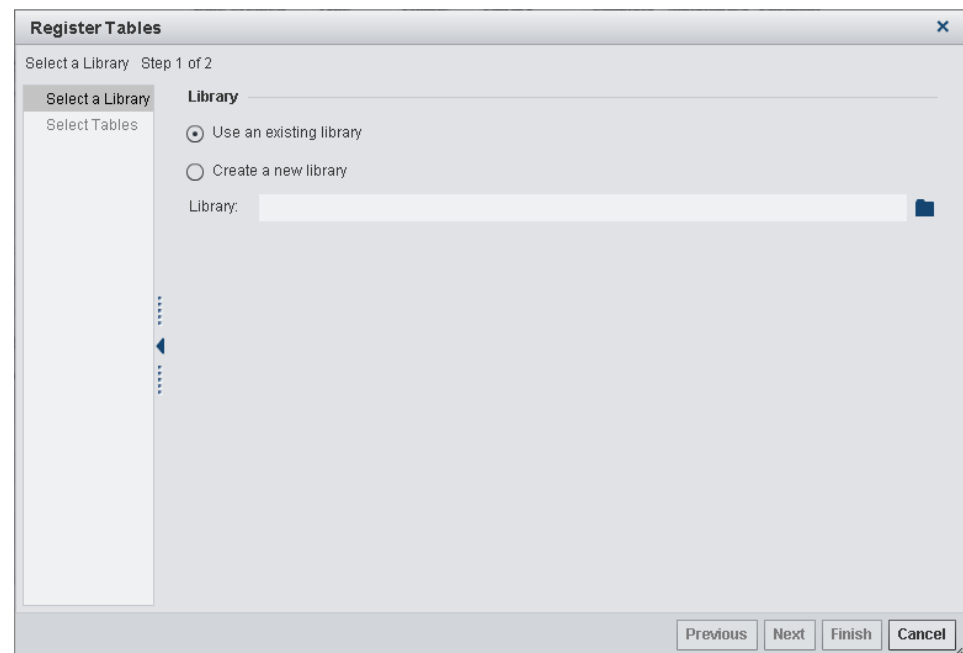 Register Tables
Select a Library Step 1 of 2
Select a Library
Select Tables
Library
Use an existing library
Create a new library
Library:
Previous Next Finish Cancel